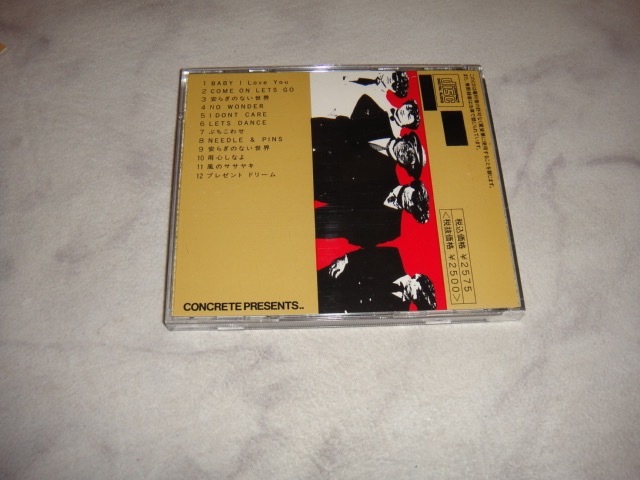 1 BABY I Love You
2 COME ON LETS GO
3 安らぎのない世界
4 NO WONDER
5 I DONT CARE
6 LETS DANCE
7 ぶちこわせ
8 NEEDLE & PINS
9 安らぎのない世界
10 用心しなよ
11 風のササヤキ
12 プレゼント ドリーム
CONCRETE PRESENTS..
税込価格 ¥2575
<税抜価格 ¥2500>